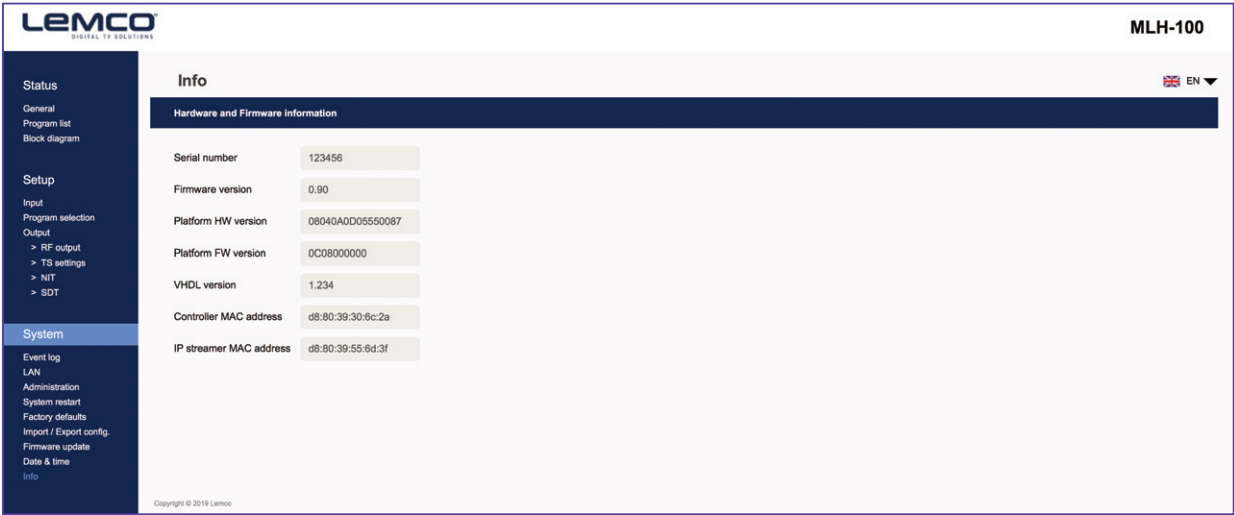 Lemco
DIGITAL TV SOLUTIONS
MLH-100
Status
General
Program list
Block diagram
Setup
Input
Program selection
Output
> RF output
> TS settings
> NIT
> SDT
System
Event log
LAN
Administration
System restart
Factory defaults
Import / Export config.
Firmware update
Date & time
Info
Info
EN
Hardware and Firmware information
Serial number 123456
Firmware version 0.90
Platform HW version 08040A0D05550087
Platform FW version 0C08000000
VHDL version 1.234
Controller MAC address d8:80:39:30:6c:2a
IP streamer MAC address d8:80:39:55:6d:3f
Copyright © 2019 Lemco